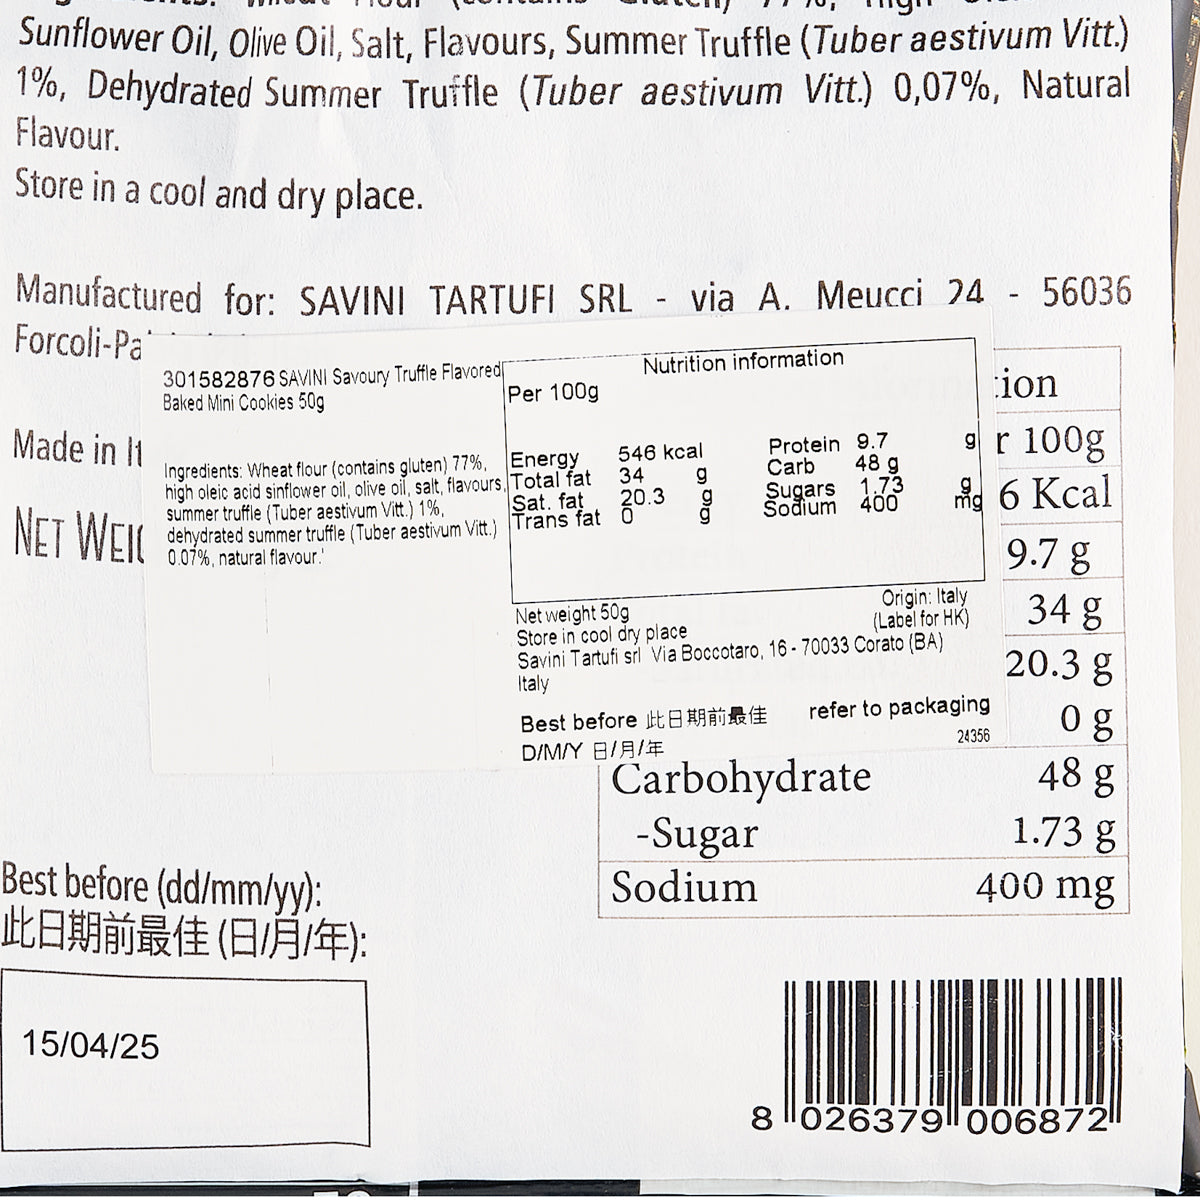 Sunflower Oil, Olive Oil, Salt, Flavours, Summer Truffle (Tuber aestivum Vitt.)
1%, Dehydrated Summer Truffle (Tuber aestivum Vitt.) 0,07%, Natural
Flavour.
Store in a cool and dry place.
Manufactured for: SAVINI TARTUFI SRL - via A. Meucci 24 - 56036
Forcoli-Pa
301582876 SAVINI Savoury Truffle Flavored
Baked Mini Cookies 50g
Ingredients: Wheat flour (contains gluten) 77%,
high oleic acid sinflower oil, olive oil, salt, flavours,
summer truffle (Tuber aestivum Vitt.) 1%,
dehydrated summer truffle (Tuber aestivum Vitt.)
0.07%, natural flavour.'
Nutrition information
Per 100g
Energy 546 kcal Protein 9.7 g
Total fat 34 g Carb 48 g
Sat. fat 20.3 g Sugars 1.73 g
Trans fat 0 g Sodium 400 mg
Net weight 50g Origin: Italy
Store in cool dry place (Label for HK)
Savini Tartufi srl Via Boccotaro, 16 - 70033 Corato (BA)
Italy
Best before 此日期前最佳 refer to packaging
D/M/Y 日/月/年 24356
Made in It
NET WEIG
tion
r 100g
6 Kcal
9.7 g
34 g
20.3 g
0 g
Carbohydrate 48 g
-Sugar 1.73 g
Sodium 400 mg
Best before (dd/mm/yy):
此日期前最佳 (日/月/年):
15/04/25
8 026379 006872